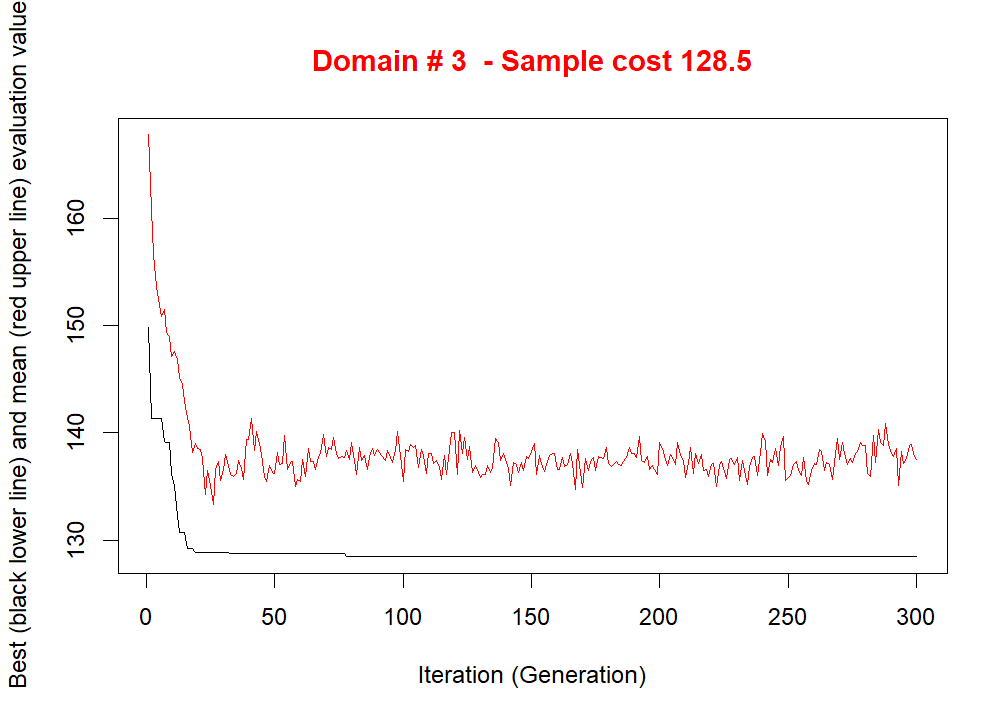 Domain # 3  - Sample cost 128.5
Best (black lower line) and mean (red upper line) evaluation value
160
150
140
130
0 50 100 150 200 250 300
Iteration (Generation)